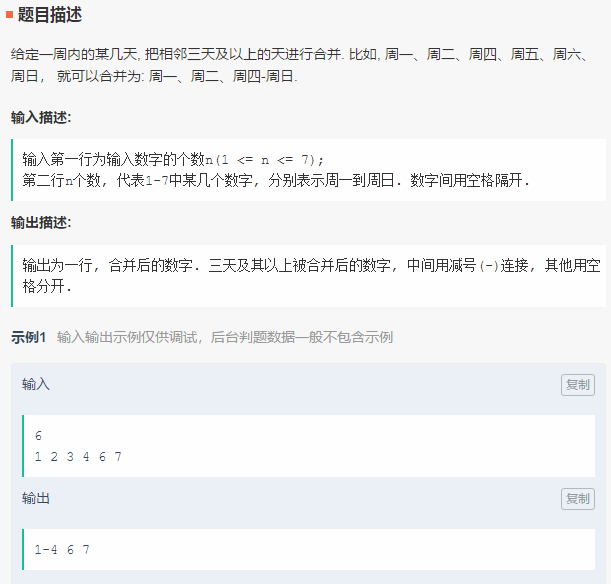 题目描述
给定一周内的某几天, 把相邻三天及以上的天进行合并. 比如, 周一、周二、周四、周五、周六、
周日， 就可以合并为: 周一、周二、周四-周日.
输入描述:
输入第一行为输入数字的个数n(1 <= n <= 7);
第二行n个数, 代表1-7中某几个数字, 分别表示周一到周日. 数字间用空格隔开.
输出描述:
输出为一行, 合并后的数字. 三天及其以上被合并后的数字, 中间用减号(-)连接, 其他用空
格分开.
示例1 输入输出示例仅供调试，后台判题数据一般不包含示例
输入 复制
6
1 2 3 4 6 7
输出 复制
1-4 6 7